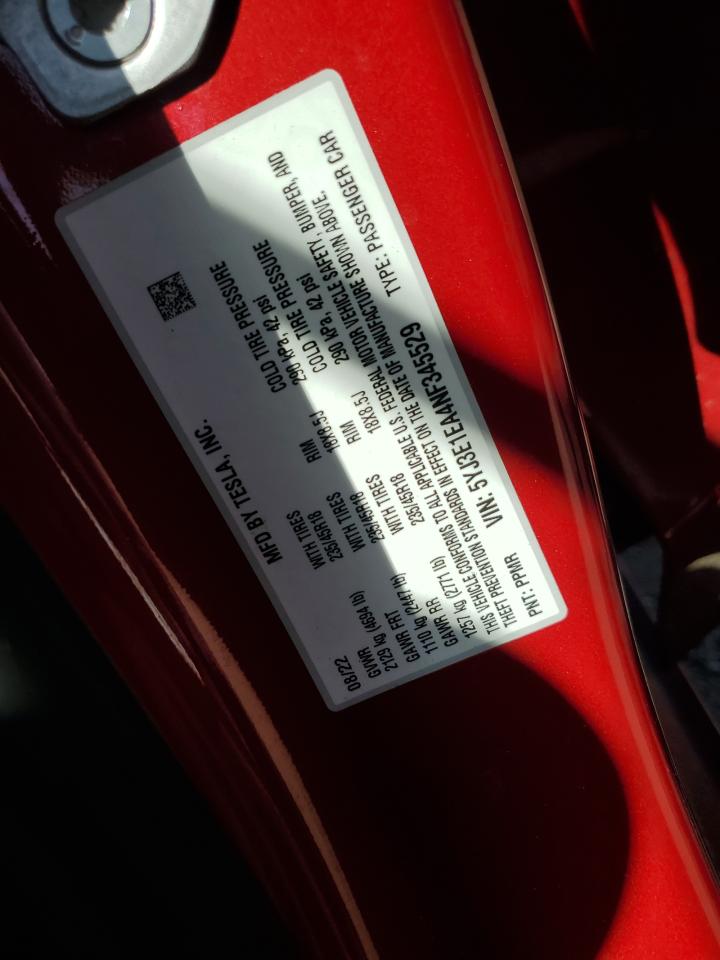 MFD BY TESLA, INC.
08/22
GVWR WITH TIRES RIM COLD TIRE PRESSURE
2129 kg (4694 lb) 235/45R18 18X8.5J 290 kPa, 42 psi
GAWR FRT WITH TIRES RIM COLD TIRE PRESSURE
1110 kg (2447 lb) 235/45R18 18X8.5J 290 kPa, 42 psi
GAWR RR WITH TIRES RIM COLD TIRE PRESSURE
1257 kg (2771 lb) 235/45R18 18X8.5J 290 kPa, 42 psi
THIS VEHICLE CONFORMS TO ALL APPLICABLE U.S. FEDERAL MOTOR VEHICLE SAFETY, BUMPER, AND
THEFT PREVENTION STANDARDS IN EFFECT ON THE DATE OF MANUFACTURE SHOWN ABOVE.
PNT: PPMR VIN: 5YJ3E1EA4NF345529 TYPE: PASSENGER CAR